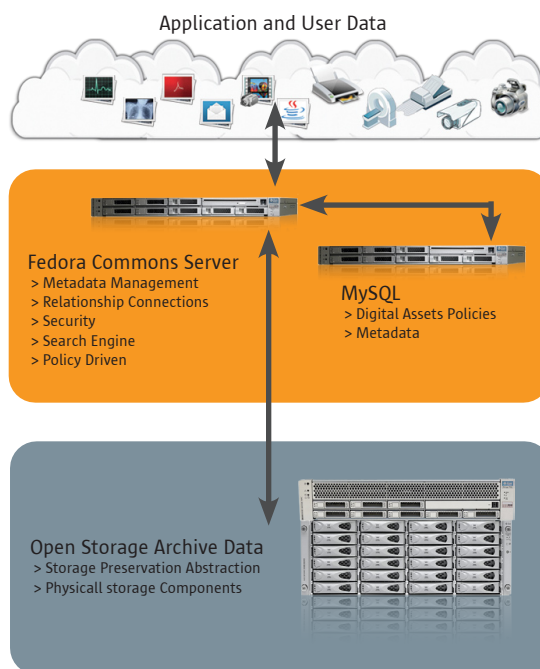 Application and User Data
Fedora Commons Server
> Metadata Management
> Relationship Connections
> Security
> Search Engine
> Policy Driven
MySQL
> Digital Assets Policies
> Metadata
Open Storage Archive Data
> Storage Preservation Abstraction
> Physicall storage Components